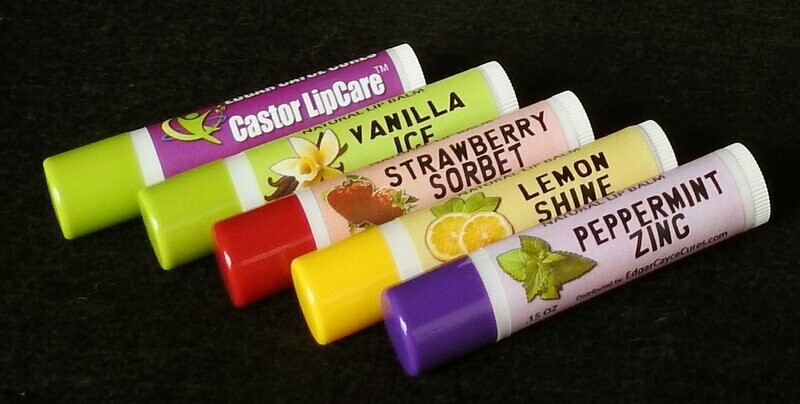 EDGAR CAYCE CURES
Castor LipCare™
NATURAL LIP BALM
VANILLA
ICE
STRAWBERRY
SORBET
NATURAL LIP BALM
LEMON
SHINE
NATURAL LIP BALM
PEPPERMINT
ZING
Distributed by EdgarCayceCures.com
.15 OZ